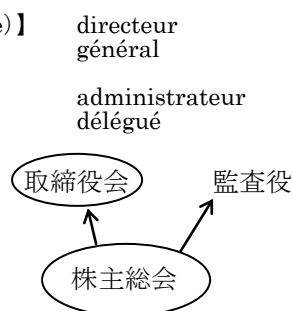 e)】
directeur
général
administrateur
délégué
取締役会
監査役
株主総会